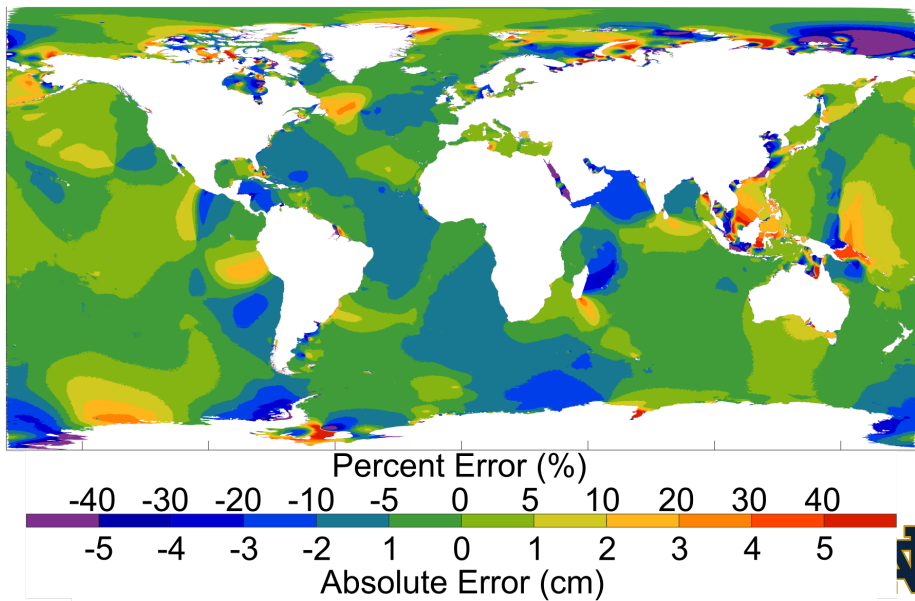 Percent Error (%)
-40 -30 -20 -10 -5 0 5 10 20 30 40
-5 -4 -3 -2 1 0 1 2 3 4 5
Absolute Error (cm)